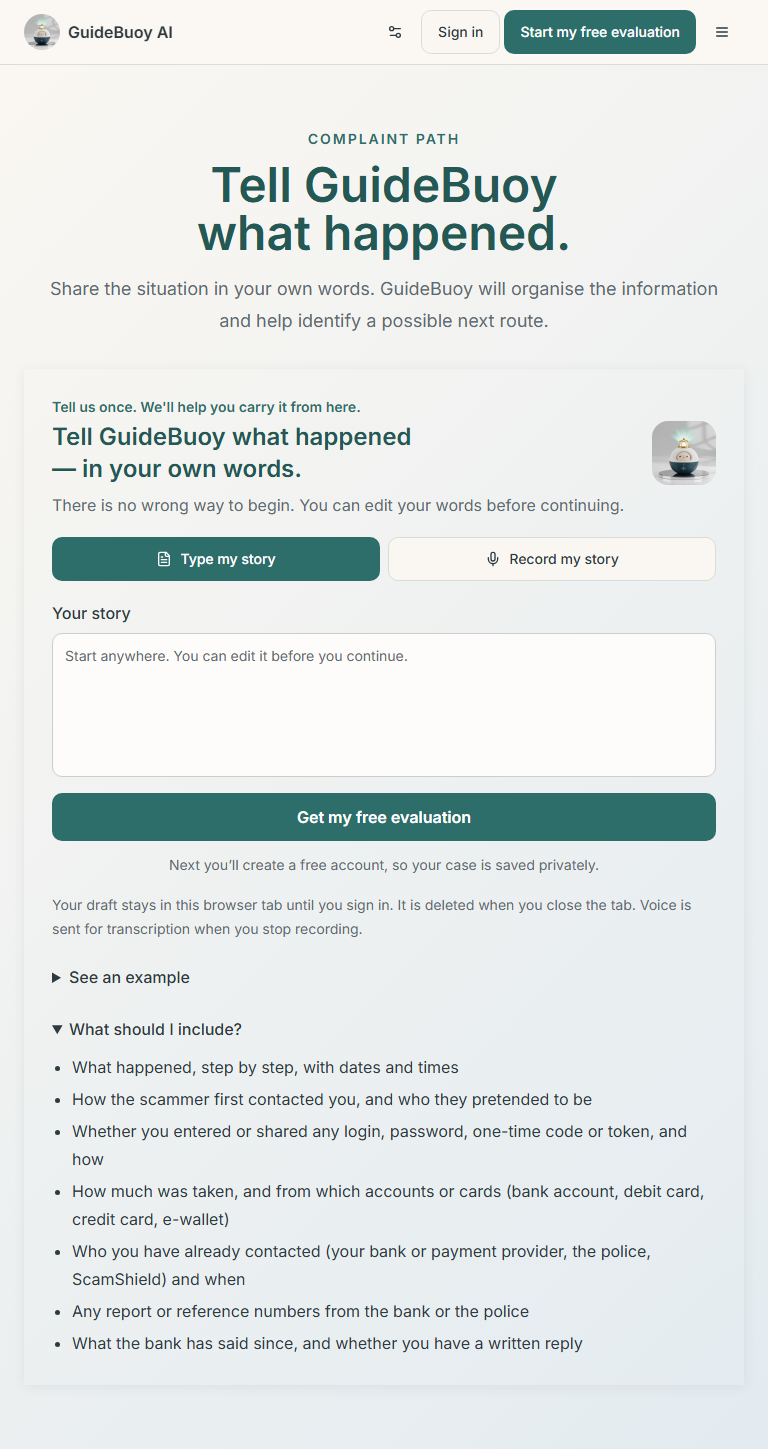 GuideBuoy AI
Sign in
Start my free evaluation
COMPLAINT PATH
Tell GuideBuoy
what happened.
Share the situation in your own words. GuideBuoy will organise the information
and help identify a possible next route.
Tell us once. We'll help you carry it from here.
Tell GuideBuoy what happened
— in your own words.
There is no wrong way to begin. You can edit your words before continuing.
Type my story
Record my story
Your story
Start anywhere. You can edit it before you continue.
Get my free evaluation
Next you’ll create a free account, so your case is saved privately.
Your draft stays in this browser tab until you sign in. It is deleted when you close the tab. Voice is
sent for transcription when you stop recording.
See an example
What should I include?
• What happened, step by step, with dates and times
• How the scammer first contacted you, and who they pretended to be
• Whether you entered or shared any login, password, one-time code or token, and
how
• How much was taken, and from which accounts or cards (bank account, debit card,
credit card, e-wallet)
• Who you have already contacted (your bank or payment provider, the police,
ScamShield) and when
• Any report or reference numbers from the bank or the police
• What the bank has said since, and whether you have a written reply